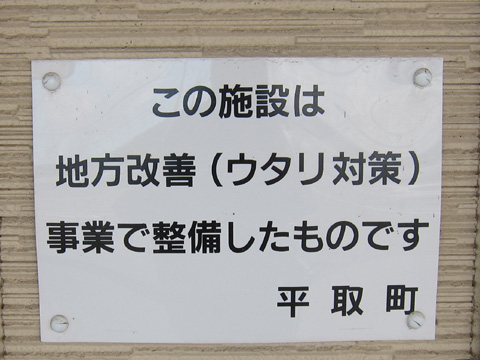 この施設は
地方改善（ウタリ対策）
事業で整備したものです
平取町